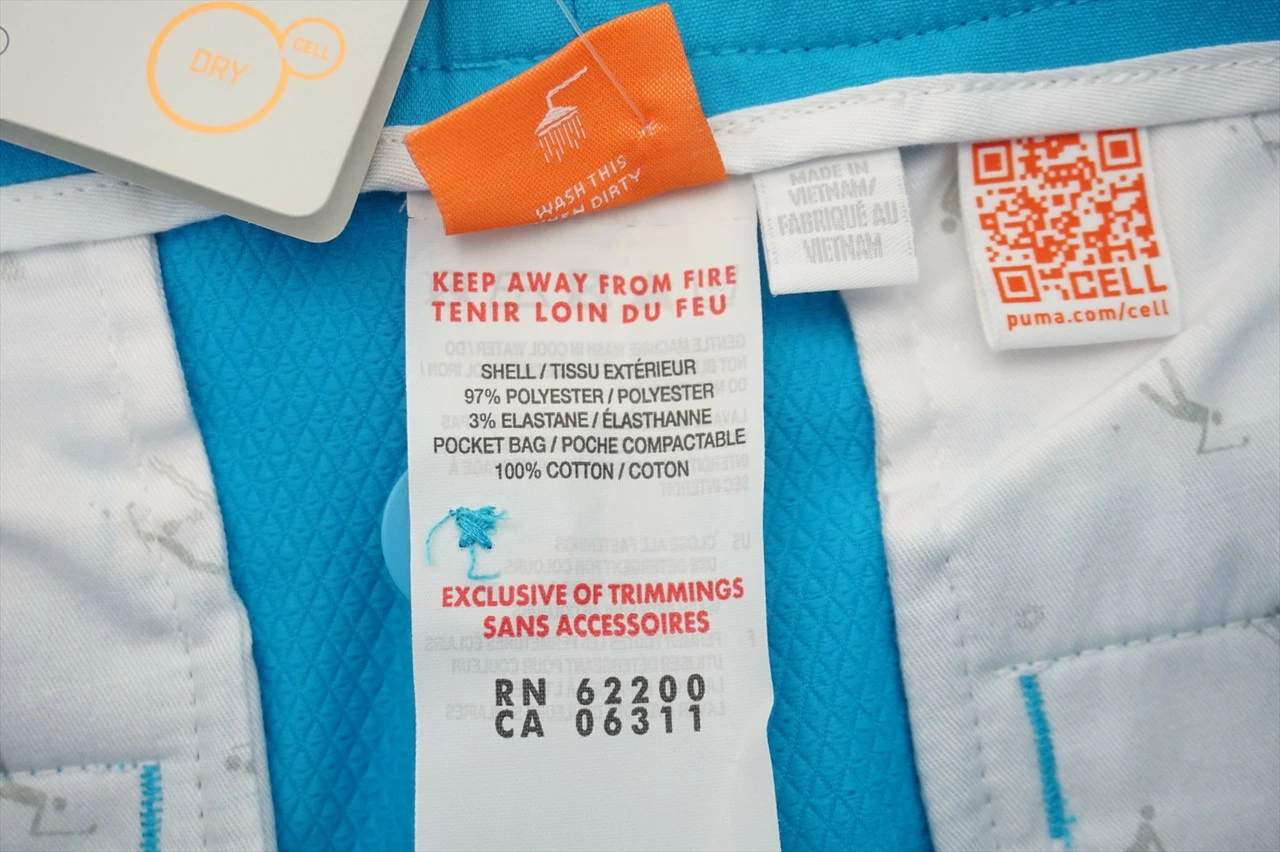 DRY
CELL
WASH THIS
WHEN DIRTY
MADE IN
VIETNAM/
FABRIQUÉ AU
VIETNAM
CELL
puma.com/cell
KEEP AWAY FROM FIRE
TENIR LOIN DU FEU
SHELL / TISSU EXTÉRIEUR
97% POLYESTER / POLYESTER
3% ELASTANE / ÉLASTHANNE
POCKET BAG / POCHE COMPACTABLE
100% COTTON / COTON
EXCLUSIVE OF TRIMMINGS
SANS ACCESSOIRES
RN 62200
CA 06311